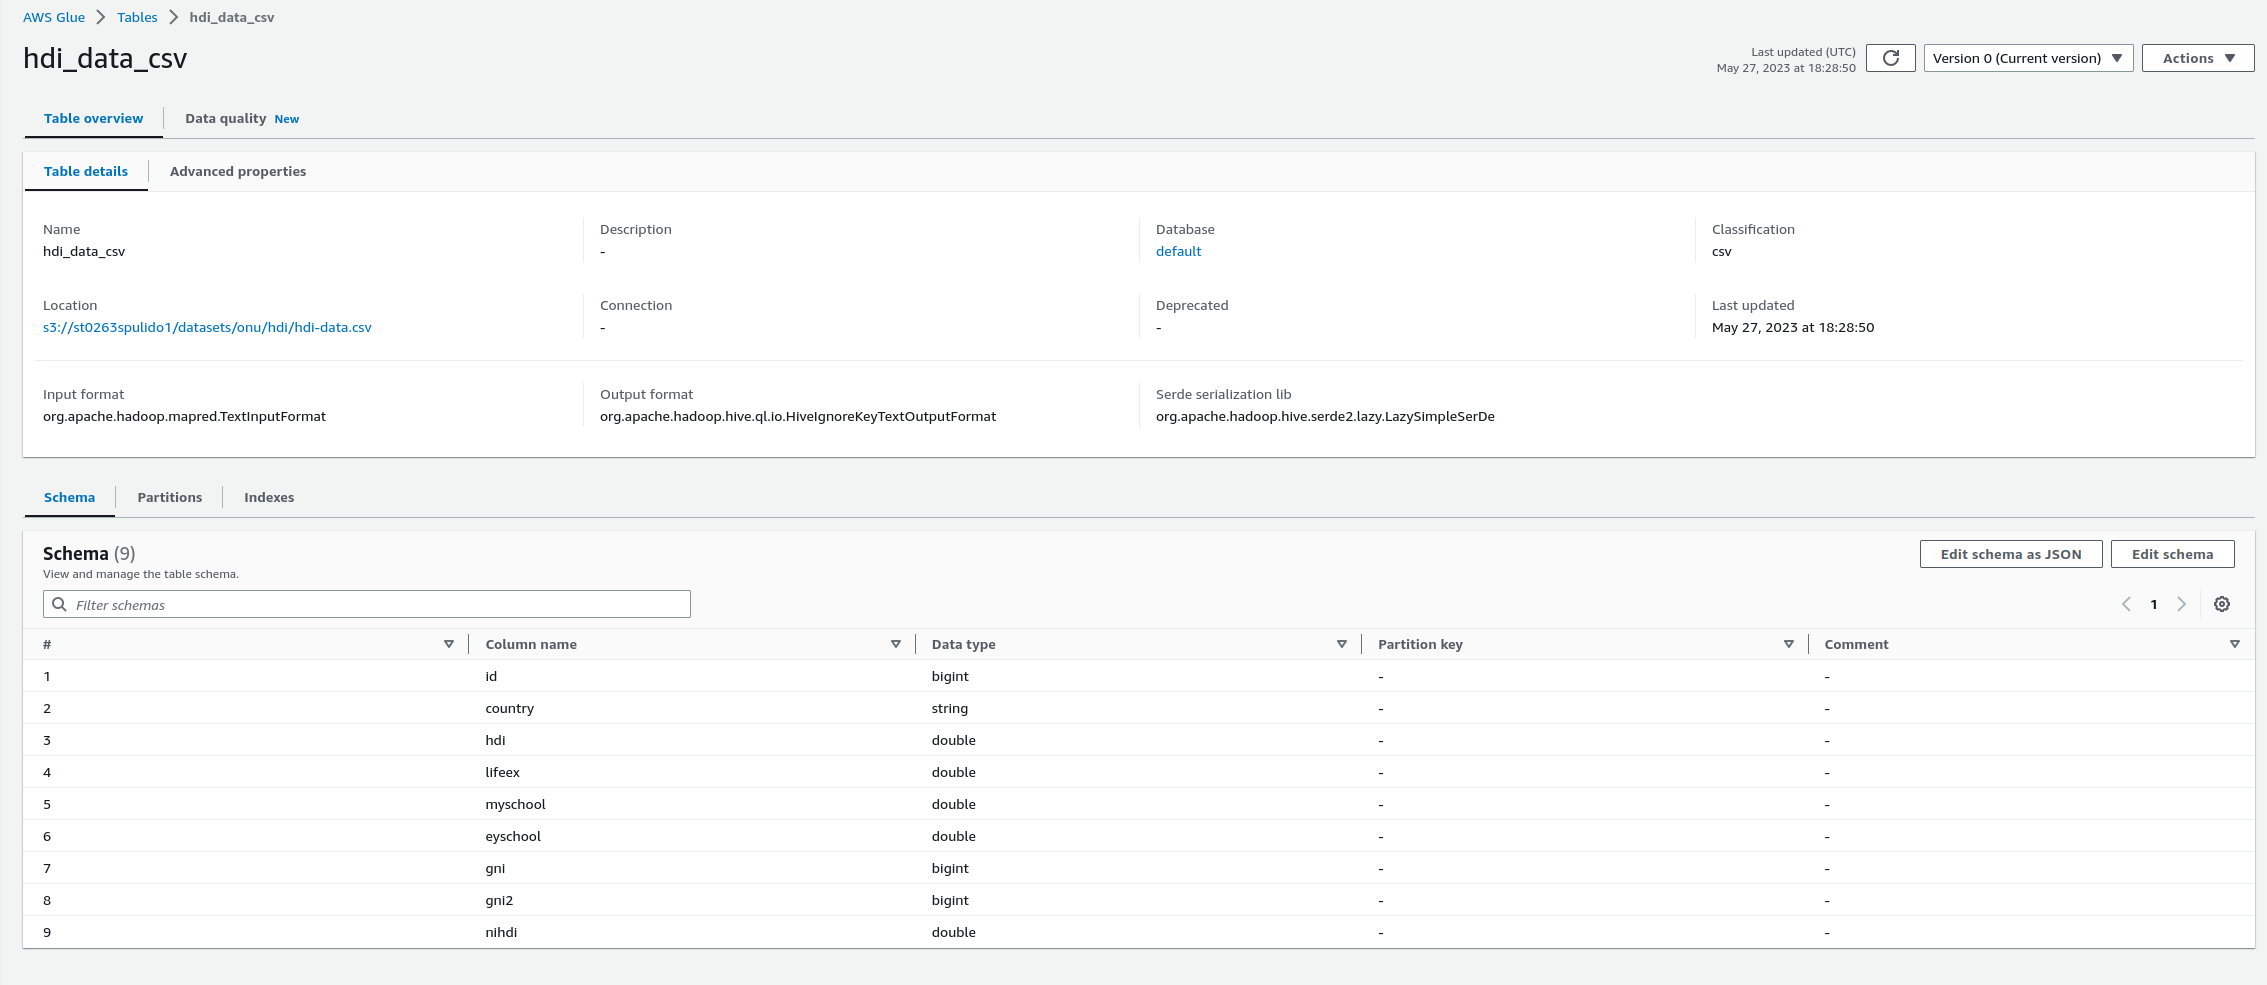 AWS Glue > Tables > hdi_data_csv
hdi_data_csv
Last updated (UTC)
May 27, 2023 at 18:28:50
Version 0 (Current version)
Actions
Table overview
Data quality New
Table details
Advanced properties
Name
hdi_data_csv
Description
-
Database
default
Classification
csv
Location
s3://st0263spulido1/datasets/onu/hdi/hdi-data.csv
Connection
-
Deprecated
-
Last updated
May 27, 2023 at 18:28:50
Input format
org.apache.hadoop.mapred.TextInputFormat
Output format
org.apache.hadoop.hive.ql.io.HiveIgnoreKeyTextOutputFormat
Serde serialization lib
org.apache.hadoop.hive.serde2.lazy.LazySimpleSerDe
Schema
Partitions
Indexes
Schema (9)
View and manage the table schema.
Edit schema as JSON
Edit schema
Filter schemas
1
# Column name Data type Partition key Comment
1 id bigint - -
2 country string - -
3 hdi double - -
4 lifeex double - -
5 myschool double - -
6 eyschool double - -
7 gni bigint - -
8 gni2 bigint - -
9 nihdi double - -